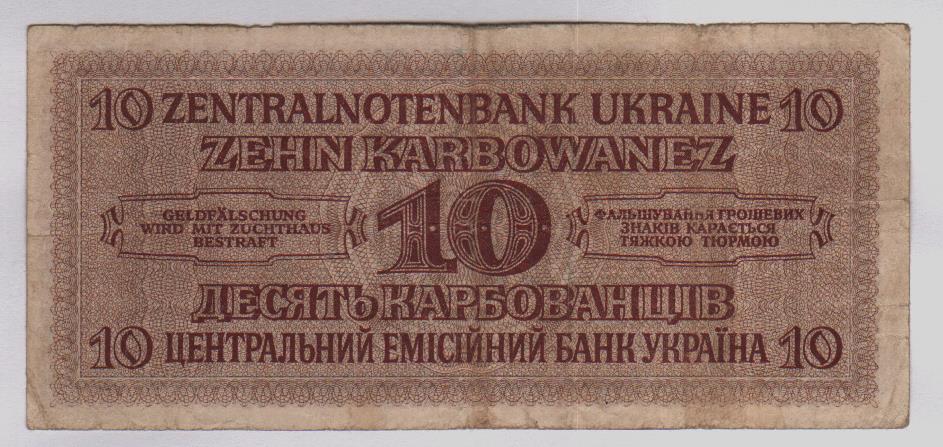 10 ZENTRALNOTENBANK UKRAINE 10
ZEHN KARBOWANEZ
GELDFÄLSCHUNG
WIRD MIT ZUCHTHAUS
BESTRAFT
10
ФАЛЬШУВАННЯ ГРОШЕВИХ
ЗНАКІВ КАРАЄТЬСЯ
ТЯЖКОЮ ТЮРМОЮ
ДЕСЯТЬ КАРБОВАНЦІВ
10 ЦЕНТРАЛЬНИЙ ЕМІСІЙНИЙ БАНК УКРАЇНА 10